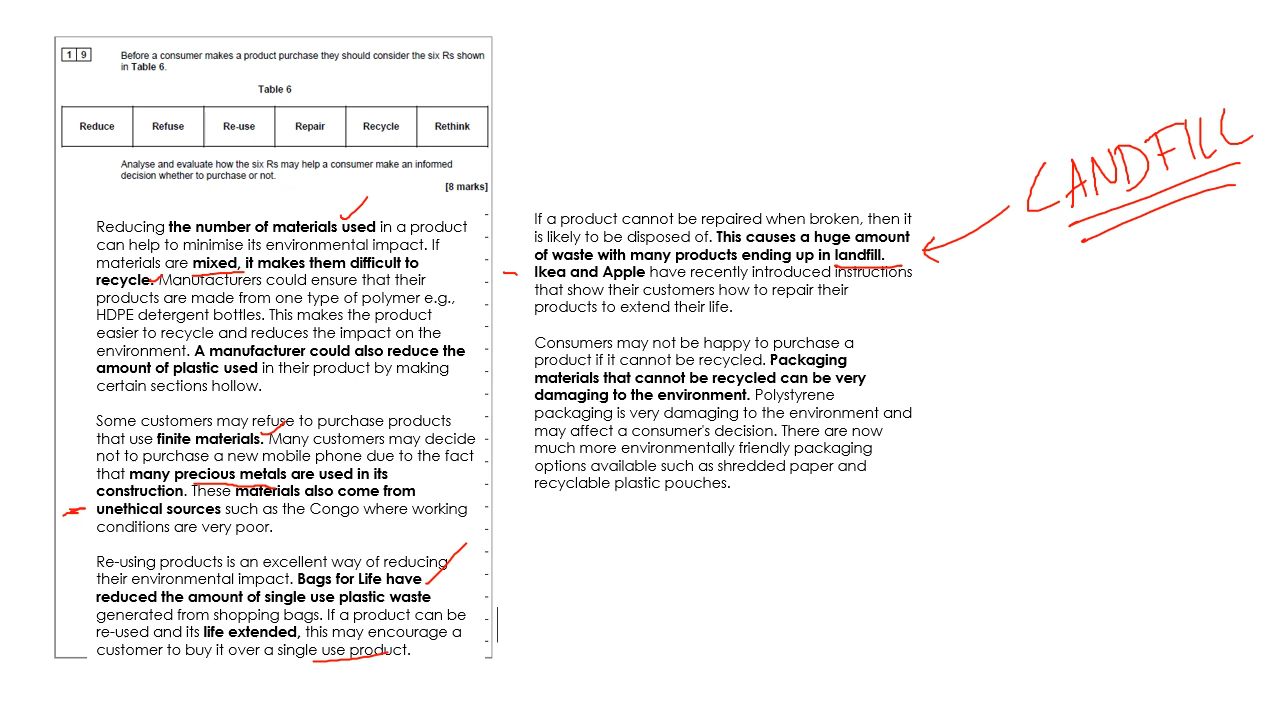 19
Before a consumer makes a product purchase they should consider the six Rs shown
in Table 6.
Table 6
Reduce Refuse Re-use Repair Recycle Rethink
Analyse and evaluate how the six Rs may help a consumer make an informed
decision whether to purchase or not.
[8 marks]
Reducing the number of materials used in a product
can help to minimise its environmental impact. If
materials are mixed, it makes them difficult to
recycle. Manufacturers could ensure that their
products are made from one type of polymer e.g.,
HDPE detergent bottles. This makes the product
easier to recycle and reduces the impact on the
environment. A manufacturer could also reduce the
amount of plastic used in their product by making
certain sections hollow.
Some customers may refuse to purchase products
that use finite materials. Many customers may decide
not to purchase a new mobile phone due to the fact
that many precious metals are used in its
construction. These materials also come from
unethical sources such as the Congo where working
conditions are very poor.
Re-using products is an excellent way of reducing
their environmental impact. Bags for Life have
reduced the amount of single use plastic waste
generated from shopping bags. If a product can be
re-used and its life extended, this may encourage a
customer to buy it over a single use product.
If a product cannot be repaired when broken, then it
is likely to be disposed of. This causes a huge amount
of waste with many products ending up in landfill.
Ikea and Apple have recently introduced instructions
that show their customers how to repair their
products to extend their life.
Consumers may not be happy to purchase a
product if it cannot be recycled. Packaging
materials that cannot be recycled can be very
damaging to the environment. Polystyrene
packaging is very damaging to the environment and
may affect a consumer's decision. There are now
much more environmentally friendly packaging
options available such as shredded paper and
recyclable plastic pouches.
LANDFILL